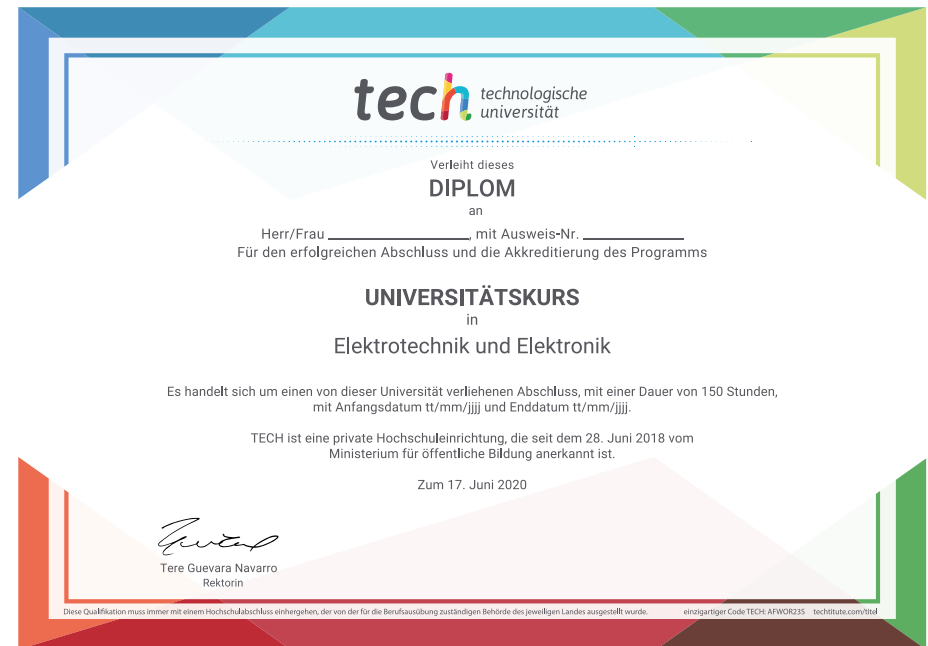 tech technologische
universität
Verleiht dieses
DIPLOM
an
Herr/Frau ____________________, mit Ausweis-Nr. ______________
Für den erfolgreichen Abschluss und die Akkreditierung des Programms
UNIVERSITÄTSKURS
in
Elektrotechnik und Elektronik
Es handelt sich um einen von dieser Universität verliehenen Abschluss, mit einer Dauer von 150 Stunden,
mit Anfangsdatum tt/mm/jjjj und Enddatum tt/mm/jjjj.
TECH ist eine private Hochschuleinrichtung, die seit dem 28. Juni 2018 vom
Ministerium für öffentliche Bildung anerkannt ist.
Zum 17. Juni 2020
Tere Guevara Navarro
Rektorin
Diese Qualifikation muss immer mit einem Hochschulabschluss einhergehen, der von der für die Berufsausübung zuständigen Behörde des jeweiligen Landes ausgestellt wurde. einzigartiger Code TECH: AFWOR23S techtitute.com/titel